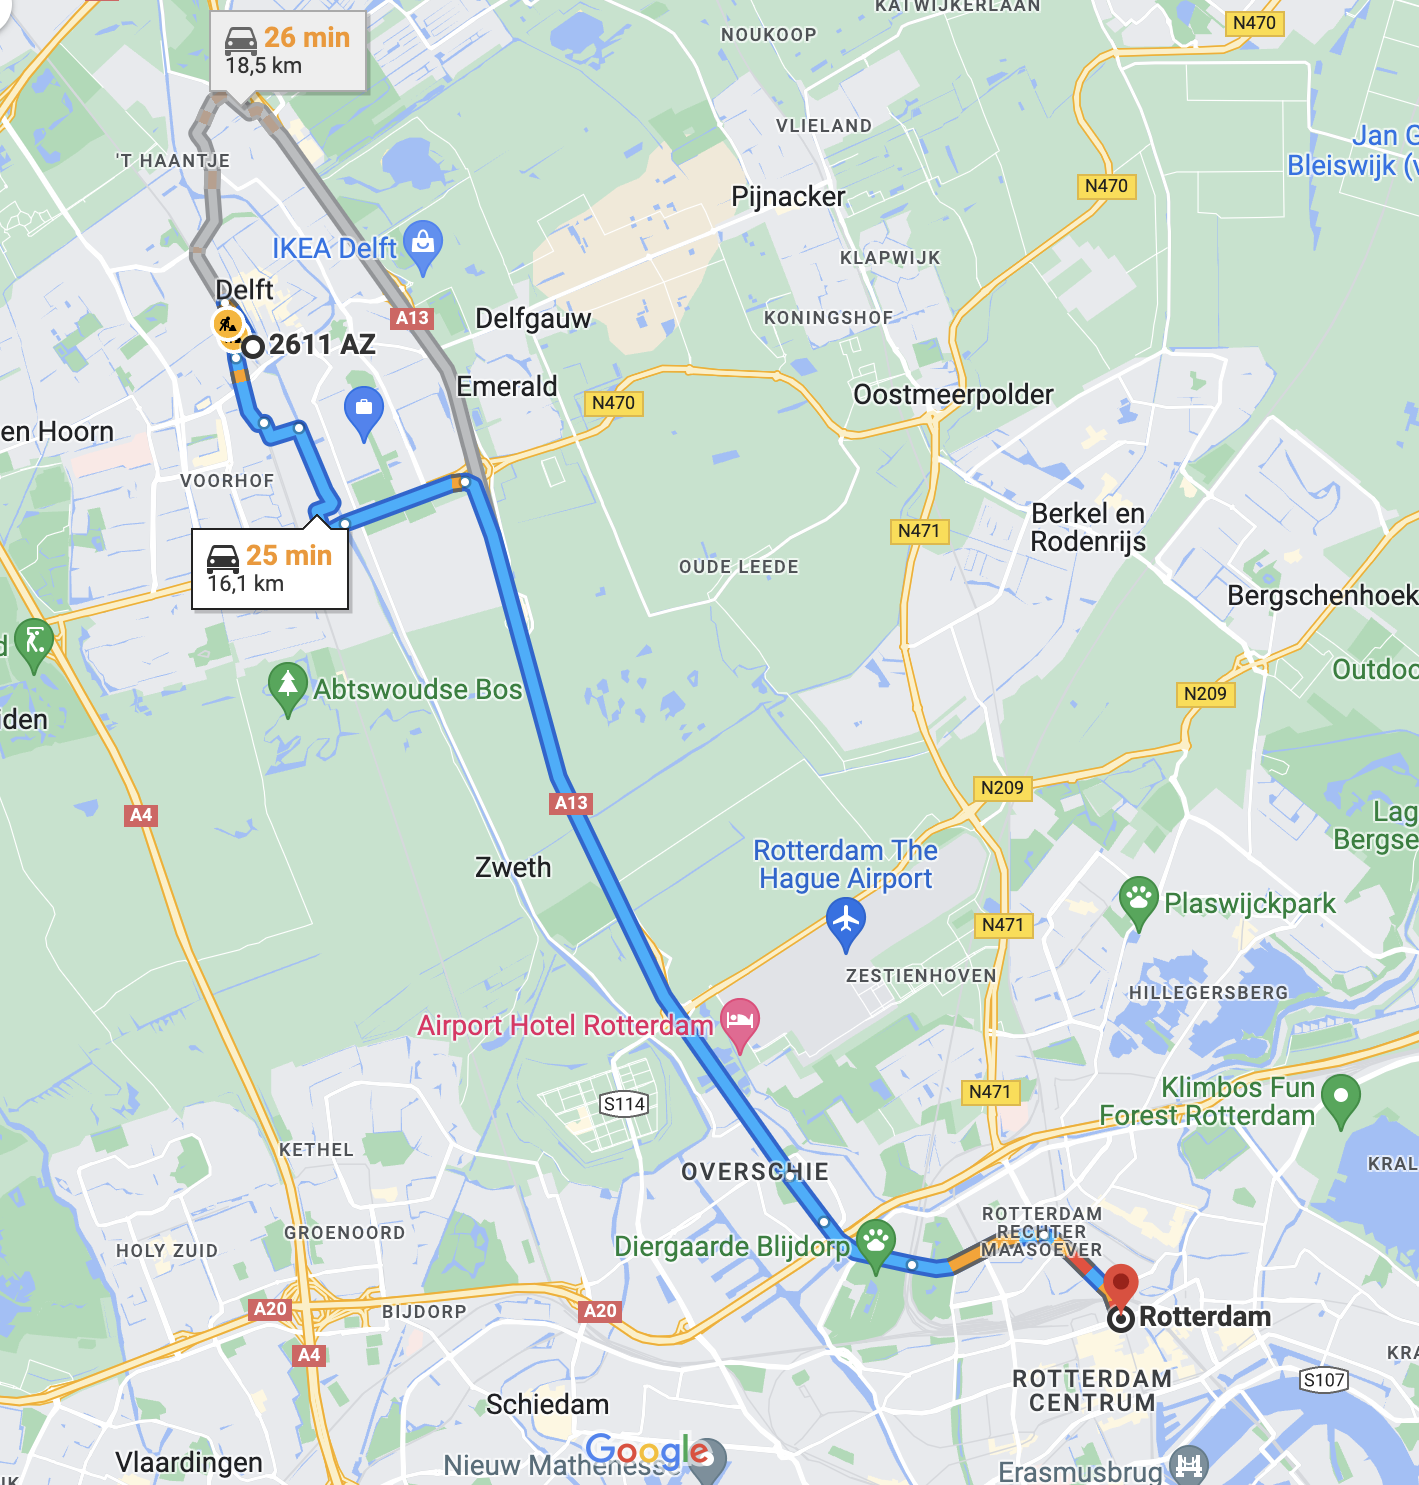 KATWIJKERLAAN
N470
NOUKOOP
26 min
18,5 km
VLIELAND
Jan G
Bleiswijk (v
'T HAANTJE
N470
Pijnacker
IKEA Delft
KLAPWIJK
Delft
A13
Delfgauw
KONINGSHOF
2611 AZ
Emerald
N470
Oostmeerpolder
en Hoorn
VOORHOF
N471
Berkel en
Rodenrijs
25 min
16,1 km
OUDE LEEDE
Bergschenhoek
d
Outdoo
Abtswoudse Bos
N209
iden
A4
A13
N209
Lag
Bergse
Zweth
Rotterdam The
Hague Airport
Plaswijckpark
N471
ZESTIENHOVEN
HILLEGERSBERG
Airport Hotel Rotterdam
N471
Klimbos Fun
Forest Rotterdam
S114
KETHEL
OVERSCHIE
KRAL
ROTTERDAM
RECHTER
MAASOEVER
GROENOORD
HOLY ZUID
Diergaarde Blijdorp
A20
BIJDORP
A20
Rotterdam
A4
KRA
ROTTERDAM
CENTRUM
S107
Schiedam
Google
Vlaardingen
Nieuw Mathenesse
Erasmusbrug
JK